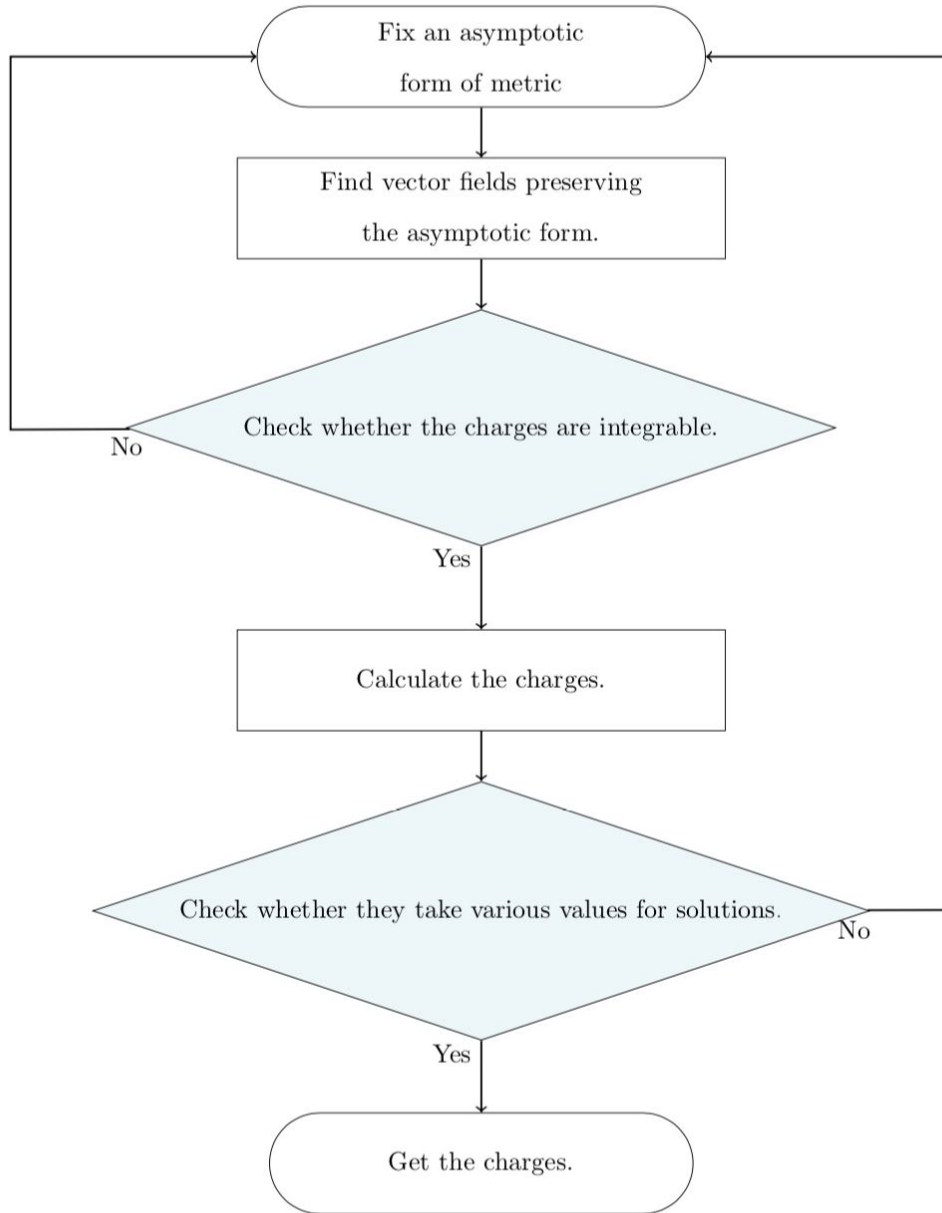 Fix an asymptotic
form of metric
Find vector fields preserving
the asymptotic form.
Check whether the charges are integrable.
No
Yes
Calculate the charges.
Check whether they take various values for solutions.
No
Yes
Get the charges.